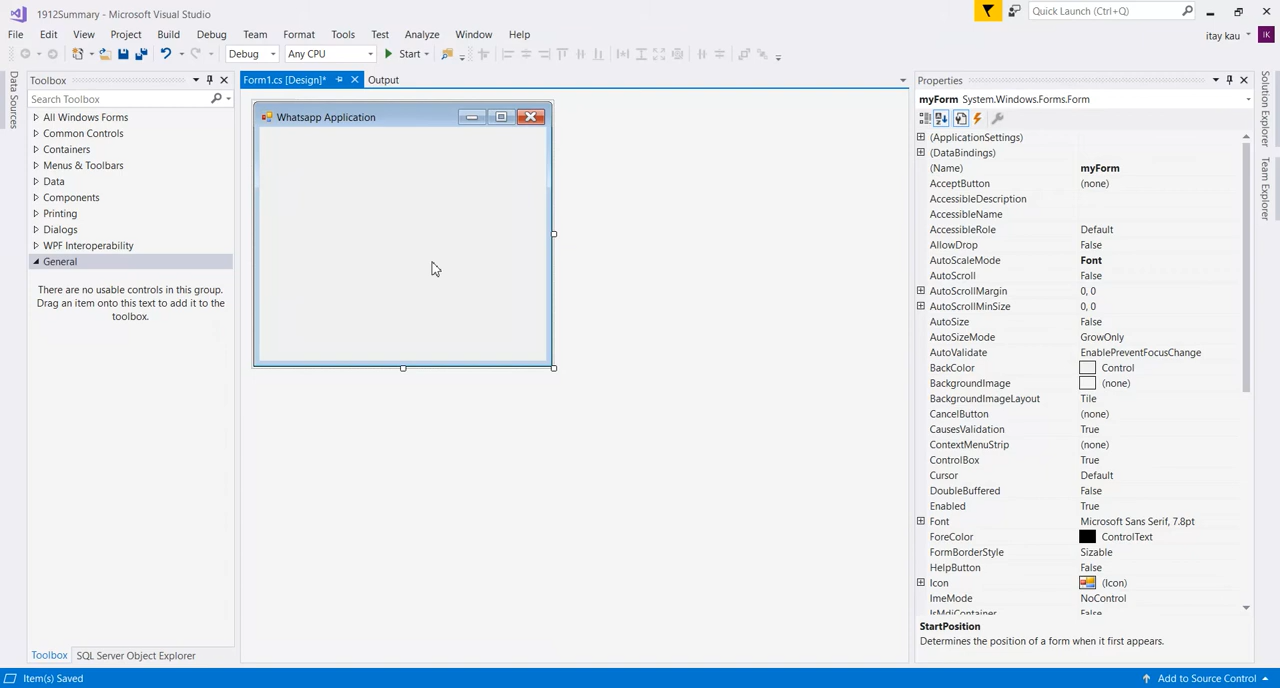 1912Summary - Microsoft Visual Studio
Quick Launch (Ctrl+Q)
File Edit View Project Build Debug Team Format Tools Test Analyze Window Help
itay kau
IK
Debug Any CPU Start
Data Sources
Toolbox
Search Toolbox
All Windows Forms
Common Controls
Containers
Menus & Toolbars
Data
Components
Printing
Dialogs
WPF Interoperability
General
There are no usable controls in this group.
Drag an item onto this text to add it to the
toolbox.
Toolbox SQL Server Object Explorer
Form1.cs [Design]* Output
Whatsapp Application
Properties
myForm System.Windows.Forms.Form
(ApplicationSettings)
(DataBindings)
(Name) myForm
AcceptButton (none)
AccessibleDescription
AccessibleName
AccessibleRole Default
AllowDrop False
AutoScaleMode Font
AutoScroll False
AutoScrollMargin 0, 0
AutoScrollMinSize 0, 0
AutoSize False
AutoSizeMode GrowOnly
AutoValidate EnablePreventFocusChange
BackColor Control
BackgroundImage (none)
BackgroundImageLayout Tile
CancelButton (none)
CausesValidation True
ContextMenuStrip (none)
ControlBox True
Cursor Default
DoubleBuffered False
Enabled True
Font Microsoft Sans Serif, 7.8pt
ForeColor ControlText
FormBorderStyle Sizable
HelpButton False
Icon (Icon)
ImeMode NoControl
IsMdiContainer False
StartPosition
Determines the position of a form when it first appears.
Solution Explorer
Team Explorer
Item(s) Saved
Add to Source Control